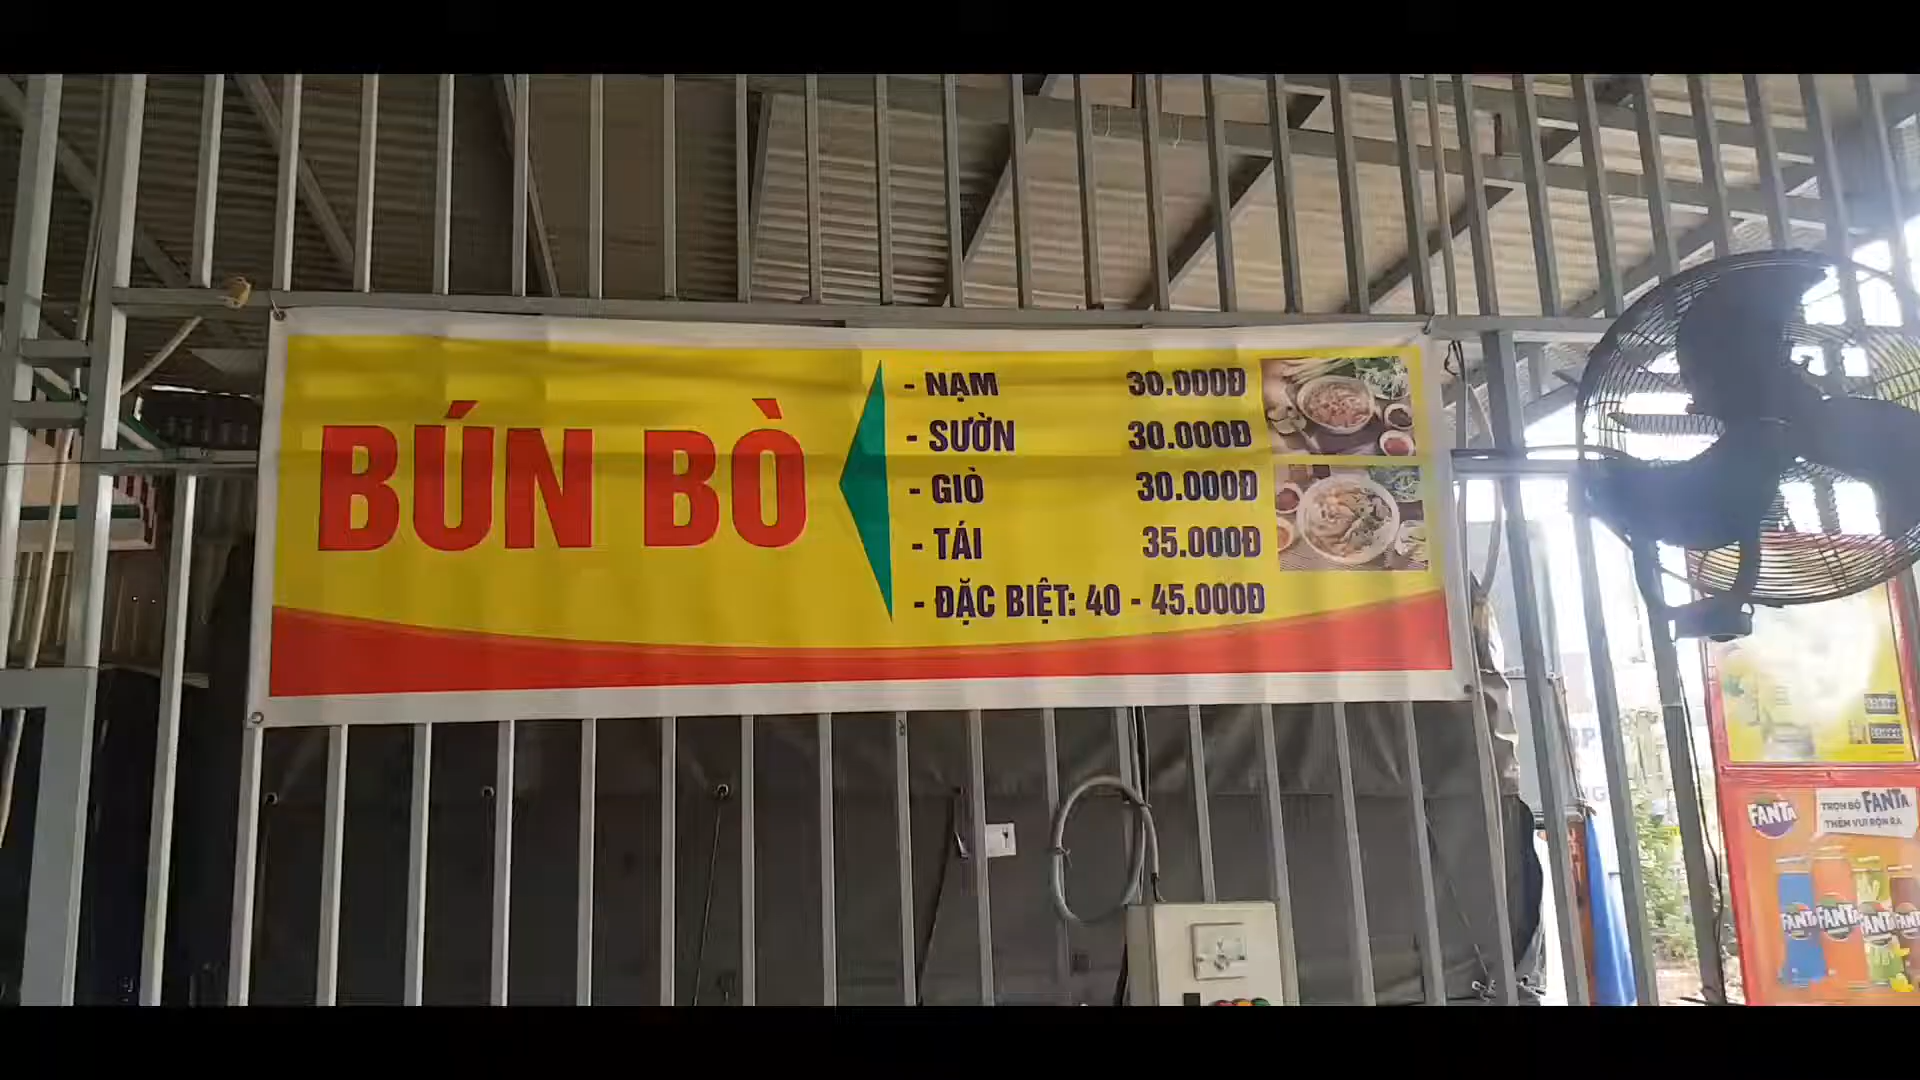 BÚN BÒ
- NẠM 30.000Đ
- SƯỜN 30.000Đ
- GIÒ 30.000Đ
- TÁI 35.000Đ
- ĐẶC BIỆT: 40 - 45.000Đ
FANTA
TRỌN BỘ FANTA
THÊM VUI RỘN RÃ
FANTA FANTA FANTA FANTA